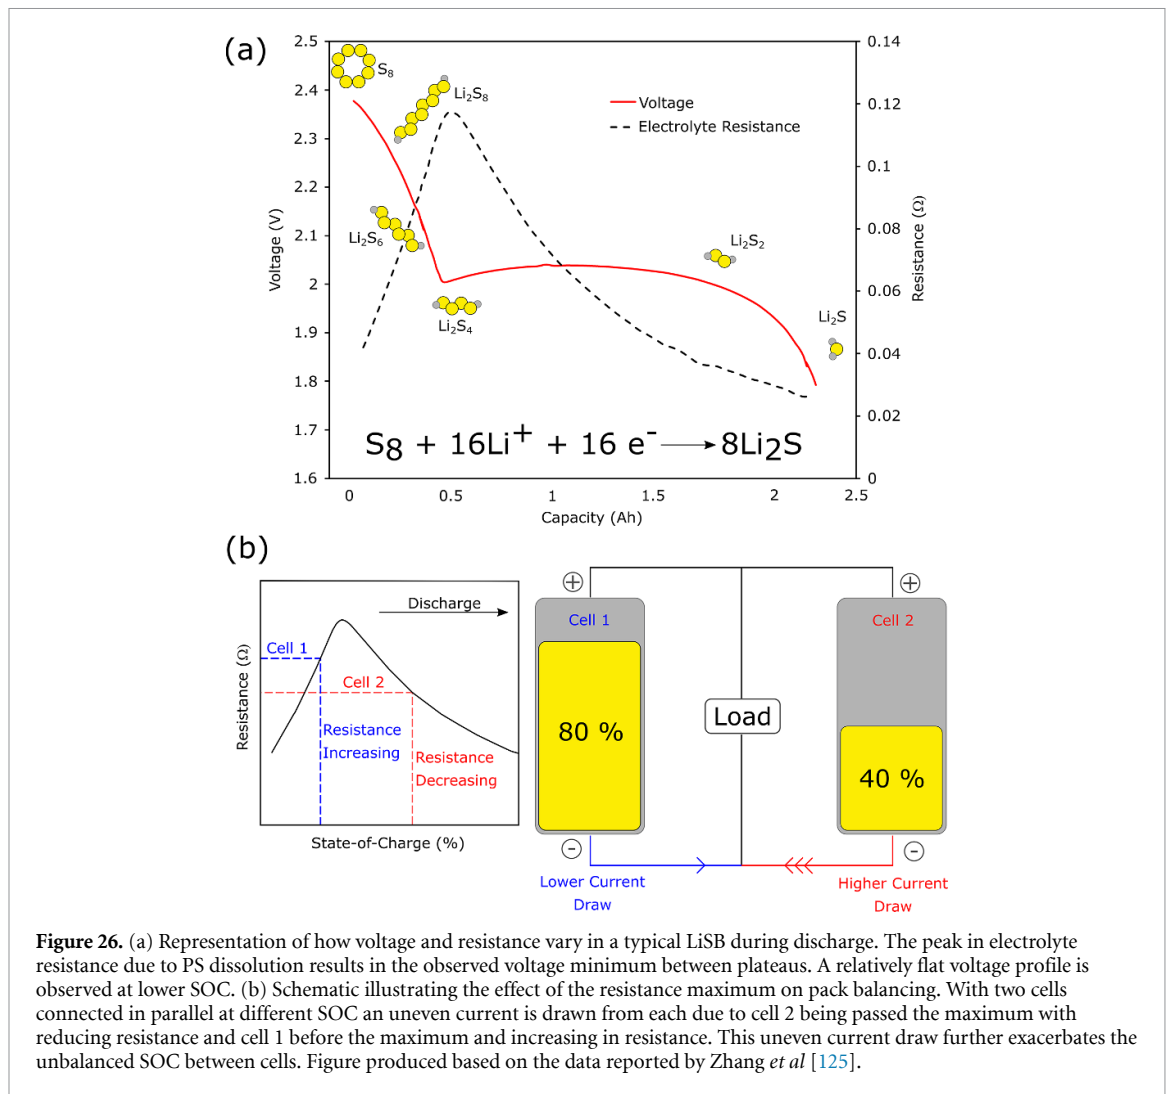 (a)
2.5
2.4
2.3
2.2
2.1
2
1.9
1.8
1.7
1.6
Voltage (V)
0.14
0.12
0.1
0.08
0.06
0.04
0.02
0
Resistance (Ω)
0
0.5
1
1.5
2
2.5
Capacity (Ah)
S₈
Li₂S₈
Li₂S₆
Li₂S₄
Li₂S₂
Li₂S
Voltage
Electrolyte Resistance
S₈ + 16Li⁺ + 16 e⁻ → 8Li₂S
(b)
Resistance (Ω)
Discharge
Cell 1
Cell 2
Resistance
Increasing
Resistance
Decreasing
State-of-Charge (%)
+
+
Cell 1
Cell 2
80 %
Load
40 %
−
−
Lower Current
Draw
Higher Current
Draw
Figure 26. (a) Representation of how voltage and resistance vary in a typical LiSB during discharge. The peak in electrolyte
resistance due to PS dissolution results in the observed voltage minimum between plateaus. A relatively flat voltage profile is
observed at lower SOC. (b) Schematic illustrating the effect of the resistance maximum on pack balancing. With two cells
connected in parallel at different SOC an uneven current is drawn from each due to cell 2 being passed the maximum with
reducing resistance and cell 1 before the maximum and increasing in resistance. This uneven current draw further exacerbates the
unbalanced SOC between cells. Figure produced based on the data reported by Zhang et al [125].